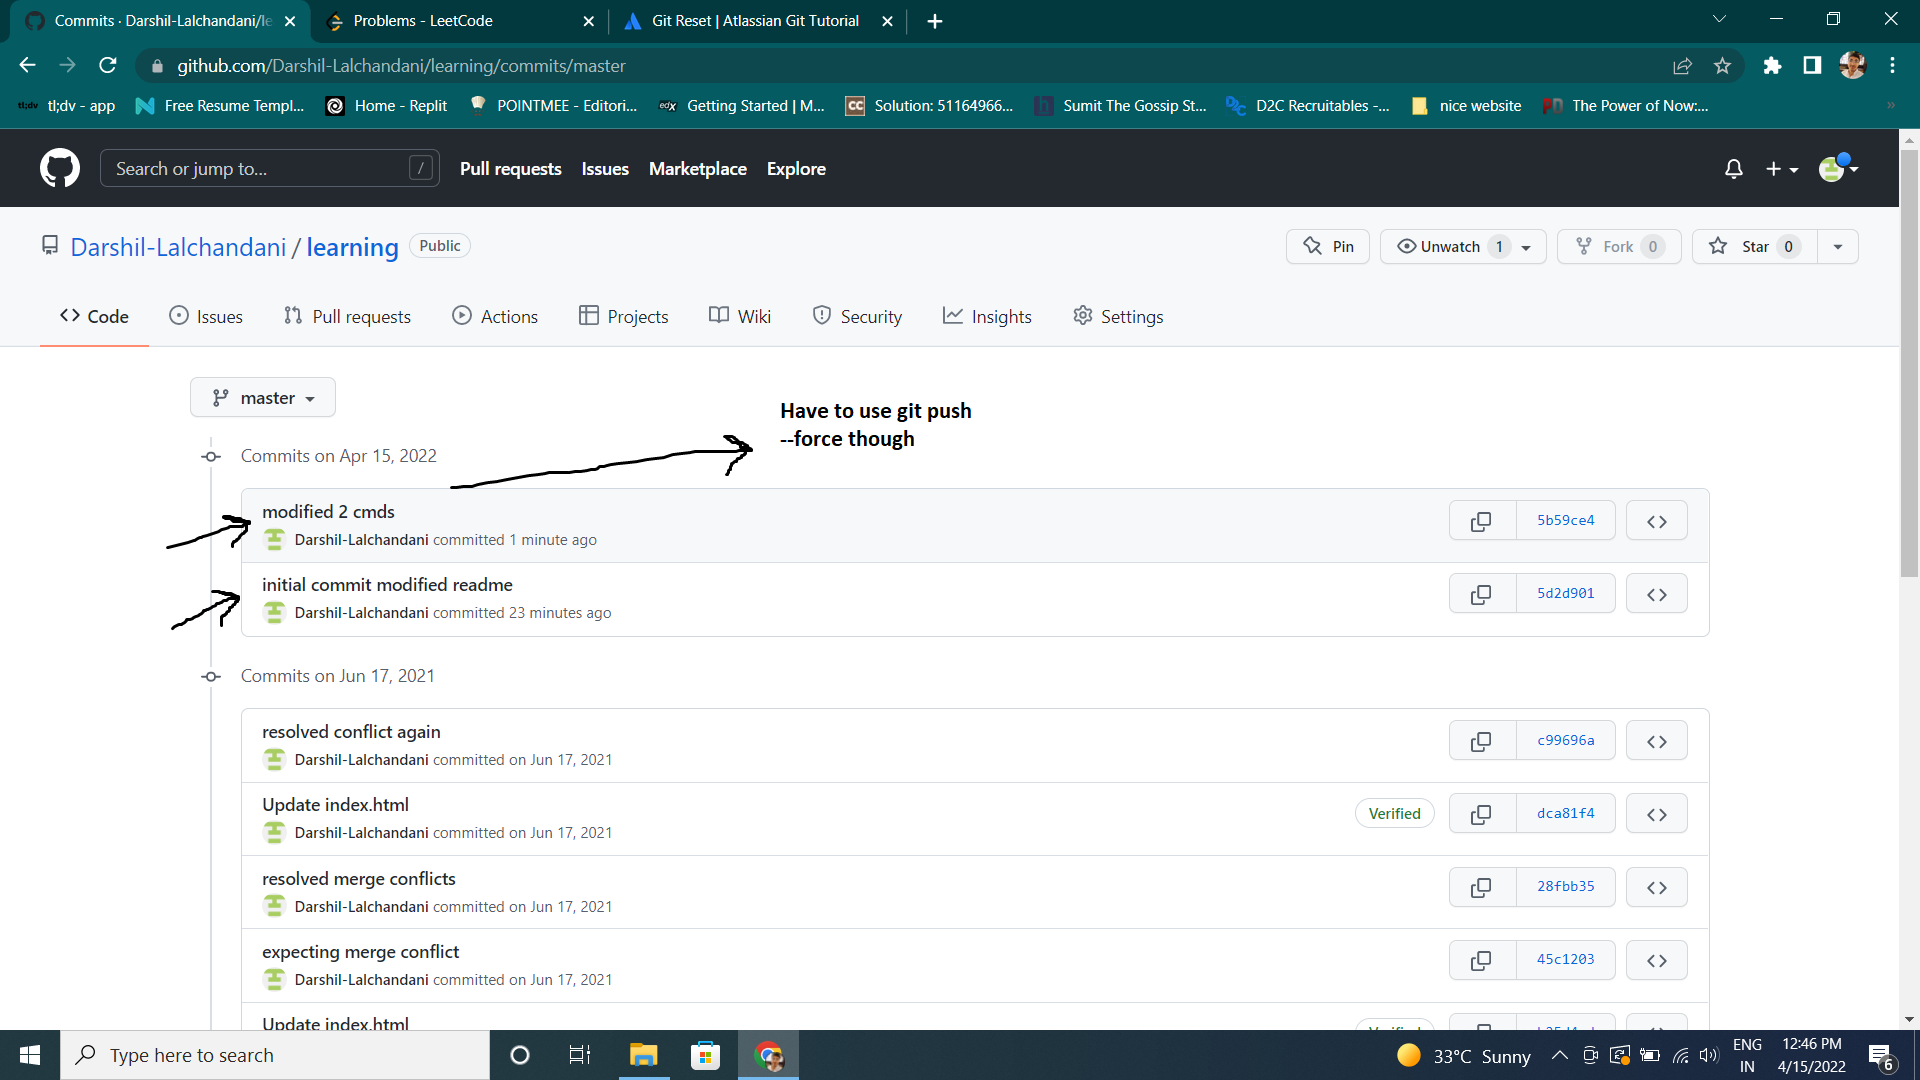 Commits · Darshil-Lalchandani/le
Problems - LeetCode
Git Reset | Atlassian Git Tutorial
github.com/Darshil-Lalchandani/learning/commits/master
tl;dv tl;dv - app
Free Resume Templ...
Home - Replit
POINTMEE - Editori...
edX Getting Started | M...
CC Solution: 51164966...
h Sumit The Gossip St...
D2C Recruitables -...
nice website
The Power of Now:...
Search or jump to... /
Pull requests
Issues
Marketplace
Explore
Darshil-Lalchandani / learning Public
Pin
Unwatch 1
Fork 0
Star 0
Code
Issues
Pull requests
Actions
Projects
Wiki
Security
Insights
Settings
master
Have to use git push
--force though
Commits on Apr 15, 2022
modified 2 cmds
Darshil-Lalchandani committed 1 minute ago
5b59ce4
initial commit modified readme
Darshil-Lalchandani committed 23 minutes ago
5d2d901
Commits on Jun 17, 2021
resolved conflict again
Darshil-Lalchandani committed on Jun 17, 2021
c99696a
Update index.html
Darshil-Lalchandani committed on Jun 17, 2021
Verified
dca81f4
resolved merge conflicts
Darshil-Lalchandani committed on Jun 17, 2021
28fbb35
expecting merge conflict
Darshil-Lalchandani committed on Jun 17, 2021
45c1203
Update index.html
Verified
Type here to search
33°C Sunny
ENG
IN
12:46 PM
4/15/2022
6